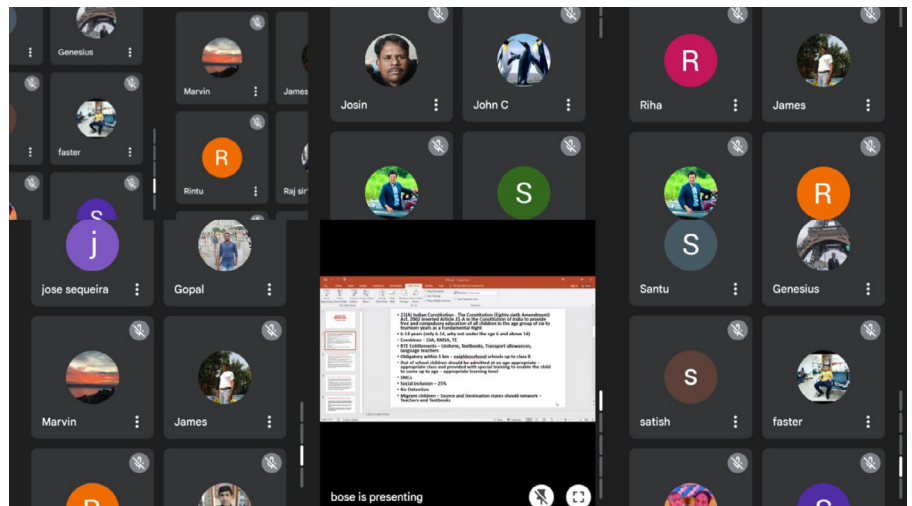 Genesius
faster
S
Marvin
James
R
Rintu
Raj sir
Josin
John C
S
R
Riha
James
R
j
jose sequeira
Gopal
Marvin
James
R
• 21(A) Indian Constitution - The Constitution (Eighty-sixth Amendment)
Act, 2002 inserted Article 21-A in the Constitution of India to provide
free and compulsory education of all children in the age group of six to
fourteen years as a Fundamental Right
• 6-14 years (only 6-14, why not under the age 6 and above 14)
• Combines - SSA, RMSA, TE
• RTE Entitlements - Uniform, Textbooks, Transport allowances,
language teachers
• Obligatory within 1 km - neighbourhood schools up to class 8
• Out of school children should be admitted at an age appropriate -
appropriate class and provided with special training to enable the child
to come up to age - appropriate learning level
• SMCs
• Social Inclusion - 25%
• No Detention
• Migrant children - Source and Destination states should network -
Teachers and Textbooks
bose is presenting
S
Santu
Genesius
s
satish
faster
S